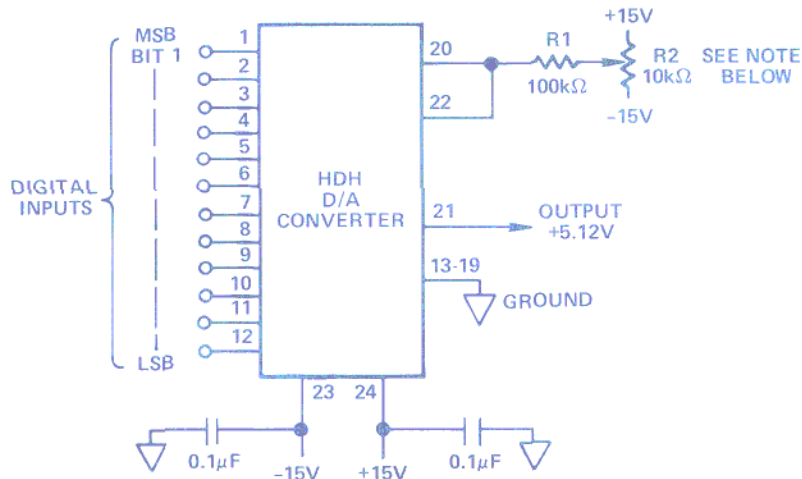 MSB
BIT 1
1
2
3
4
5
6
7
8
9
10
11
12
LSB
DIGITAL
INPUTS
HDH
D/A
CONVERTER
20
22
R1
100kΩ
+15V
R2
10kΩ
-15V
SEE NOTE
BELOW
21
OUTPUT
+5.12V
13-19
GROUND
23
24
0.1μF
-15V
+15V
0.1μF